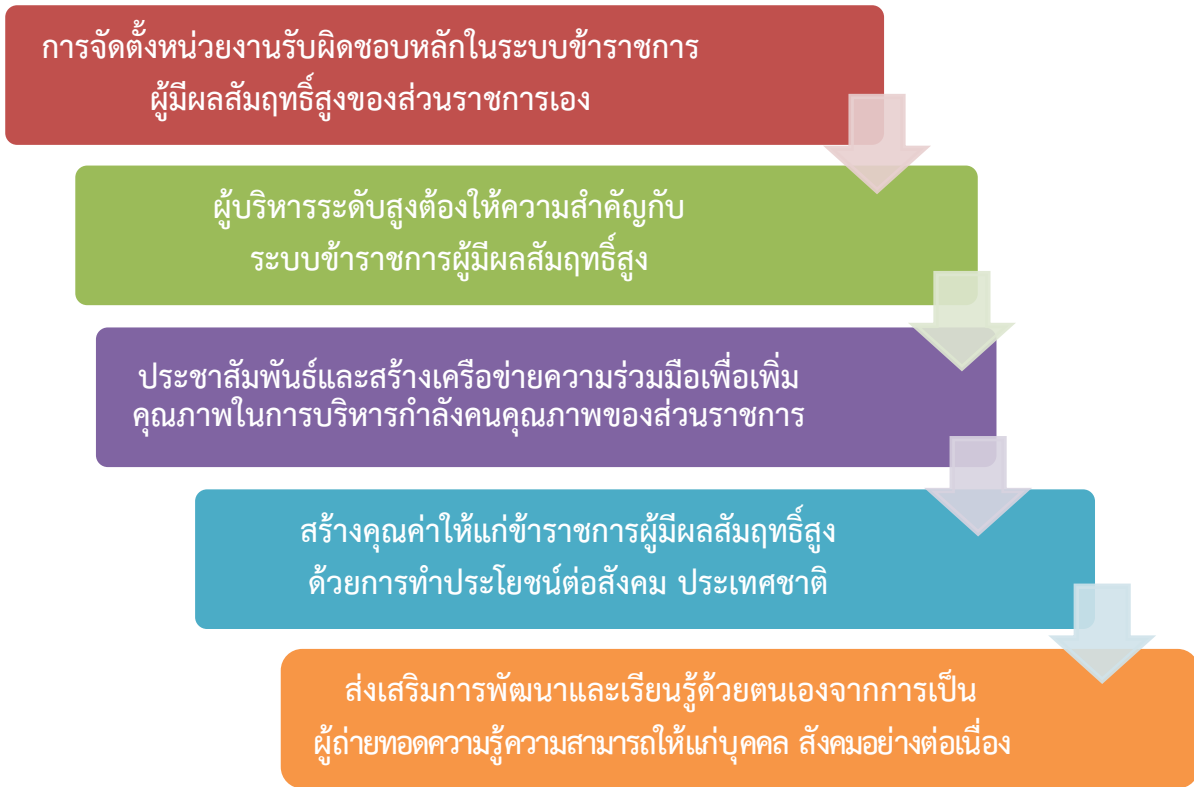 การจัดตั้งหน่วยงานรับผิดชอบหลักในระบบข้าราชการ
ผู้มีผลสัมฤทธิ์สูงของส่วนราชการเอง
ผู้บริหารระดับสูงต้องให้ความสำคัญกับ
ระบบข้าราชการผู้มีผลสัมฤทธิ์สูง
ประชาสัมพันธ์และสร้างเครือข่ายความร่วมมือเพื่อเพิ่ม
คุณภาพในการบริหารกำลังคนคุณภาพของส่วนราชการ
สร้างคุณค่าให้แก่ข้าราชการผู้มีผลสัมฤทธิ์สูง
ด้วยการทำประโยชน์ต่อสังคม ประเทศชาติ
ส่งเสริมการพัฒนาและเรียนรู้ด้วยตนเองจากการเป็น
ผู้ถ่ายทอดความรู้ความสามารถให้แก่บุคคล สังคมอย่างต่อเนื่อง